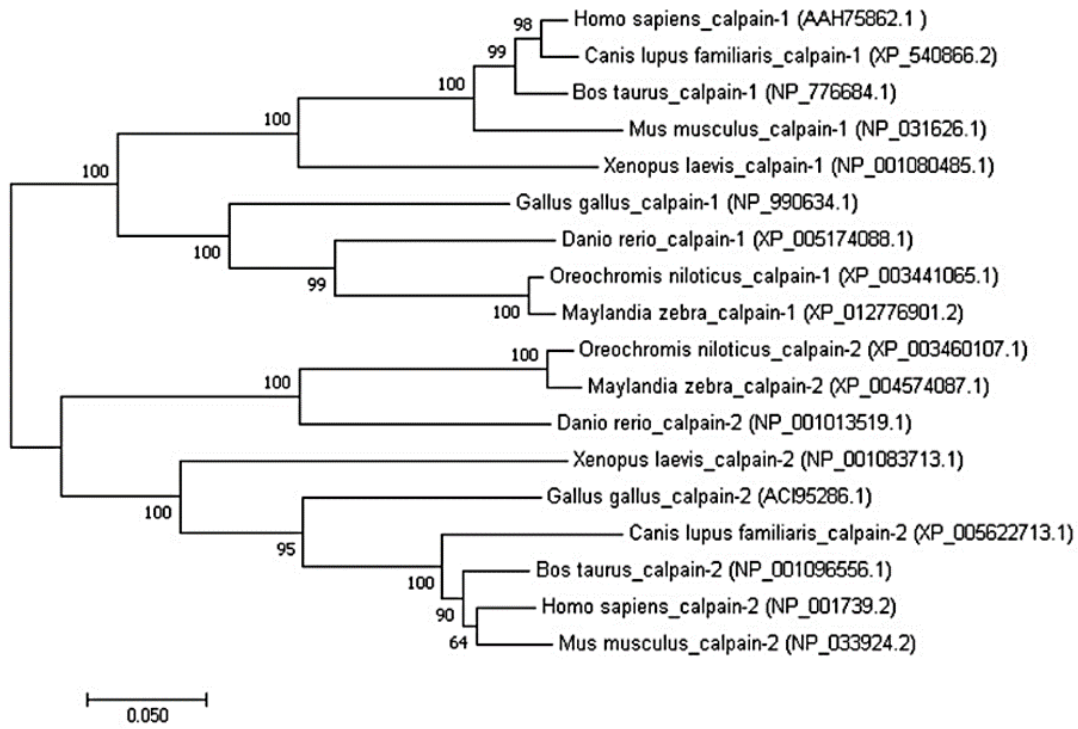 98
Homo sapiens_calpain-1 (AAH75862.1 )
99
Canis lupus familiaris_calpain-1 (XP_540866.2)
100
Bos taurus_calpain-1 (NP_776684.1)
100
Mus musculus_calpain-1 (NP_031626.1)
100
Xenopus laevis_calpain-1 (NP_001080485.1)
Gallus gallus_calpain-1 (NP_990634.1)
100
Danio rerio_calpain-1 (XP_005174088.1)
99
Oreochromis niloticus_calpain-1 (XP_003441065.1)
100
Maylandia zebra_calpain-1 (XP_012776901.2)
100
Oreochromis niloticus_calpain-2 (XP_003460107.1)
100
Maylandia zebra_calpain-2 (XP_004574087.1)
Danio rerio_calpain-2 (NP_001013519.1)
Xenopus laevis_calpain-2 (NP_001083713.1)
100
Gallus gallus_calpain-2 (ACI95286.1)
95
Canis lupus familiaris_calpain-2 (XP_005622713.1)
100
Bos taurus_calpain-2 (NP_001096556.1)
90
Homo sapiens_calpain-2 (NP_001739.2)
64
Mus musculus_calpain-2 (NP_033924.2)
0.050